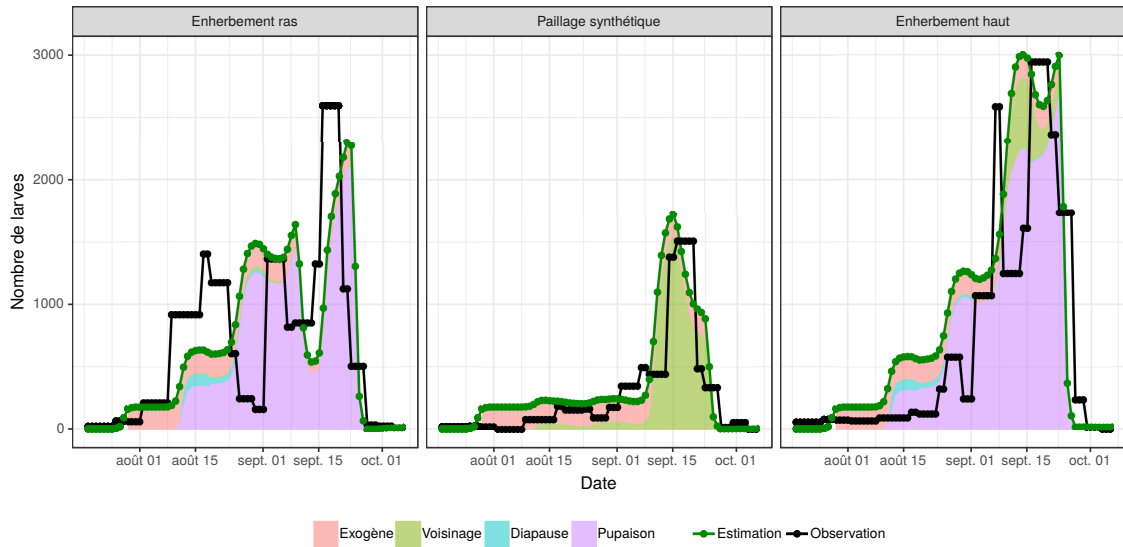 Enherbement ras
Paillage synthétique
Enherbement haut
Nombre de larves
3000
2000
1000
0
août 01
août 15
sept. 01
sept. 15
oct. 01
août 01
août 15
sept. 01
sept. 15
oct. 01
août 01
août 15
sept. 01
sept. 15
oct. 01
Date
Exogène
Voisinage
Diapause
Pupaison
Estimation
Observation